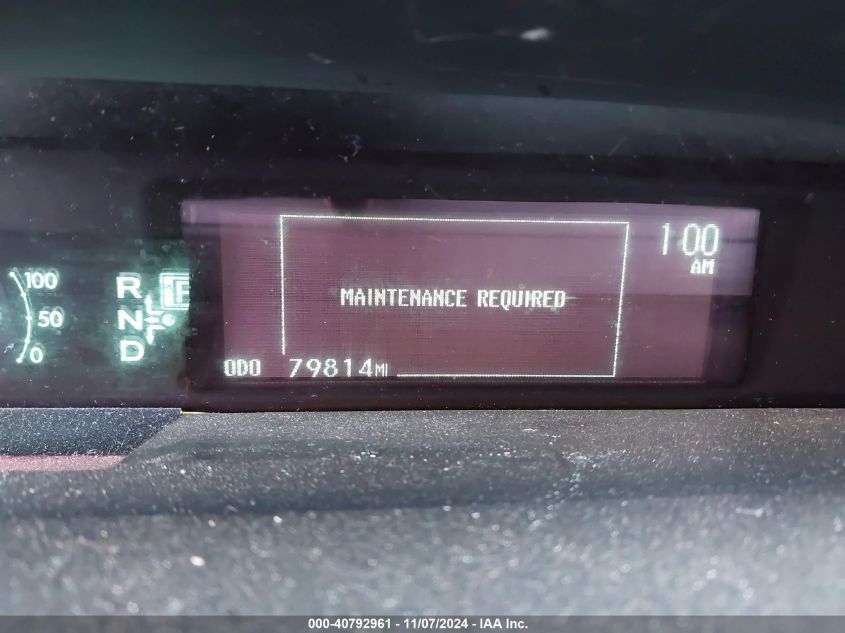 1:00
AM
100
R P
50
N
MAINTENANCE REQUIRED
0
D
ODO 79814MI
000-40792961 - 11/07/2024 - IAA Inc.